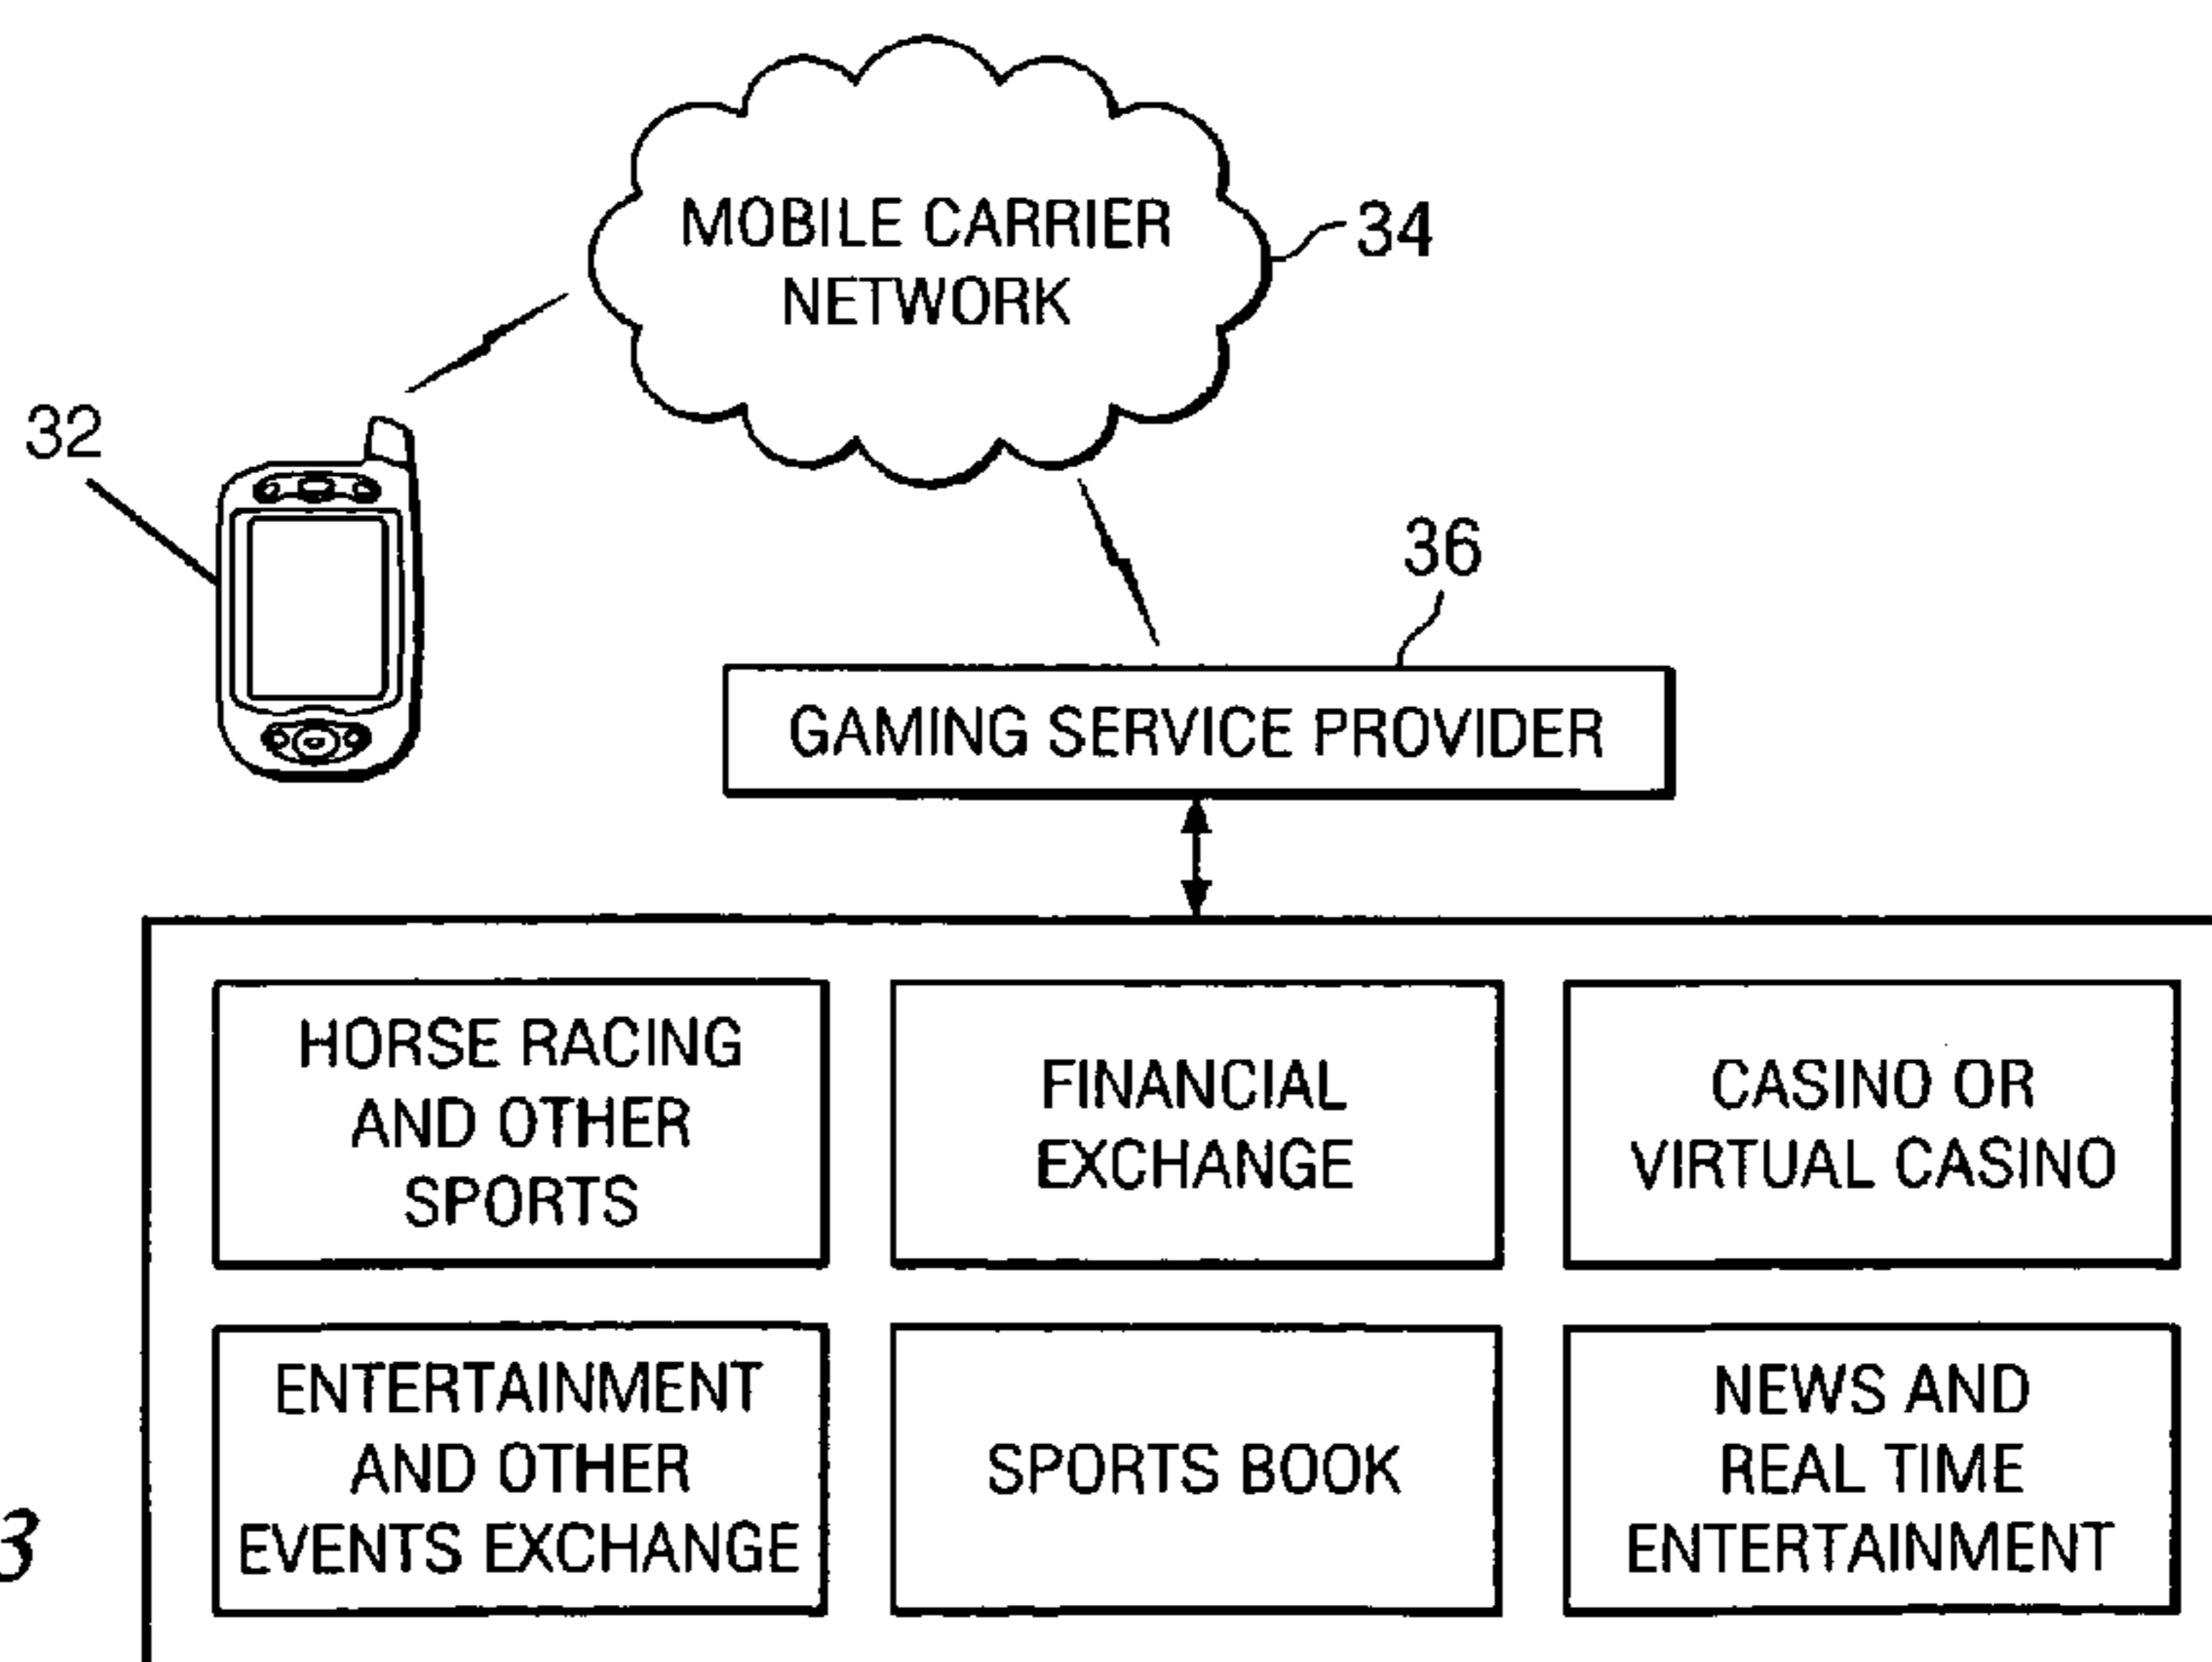 MOBILE CARRIER
NETWORK
34
32
36
GAMING SERVICE PROVIDER
HORSE RACING
AND OTHER
SPORTS
FINANCIAL
EXCHANGE
CASINO OR
VIRTUAL CASINO
ENTERTAINMENT
AND OTHER
EVENTS EXCHANGE
SPORTS BOOK
NEWS AND
REAL TIME
ENTERTAINMENT
3